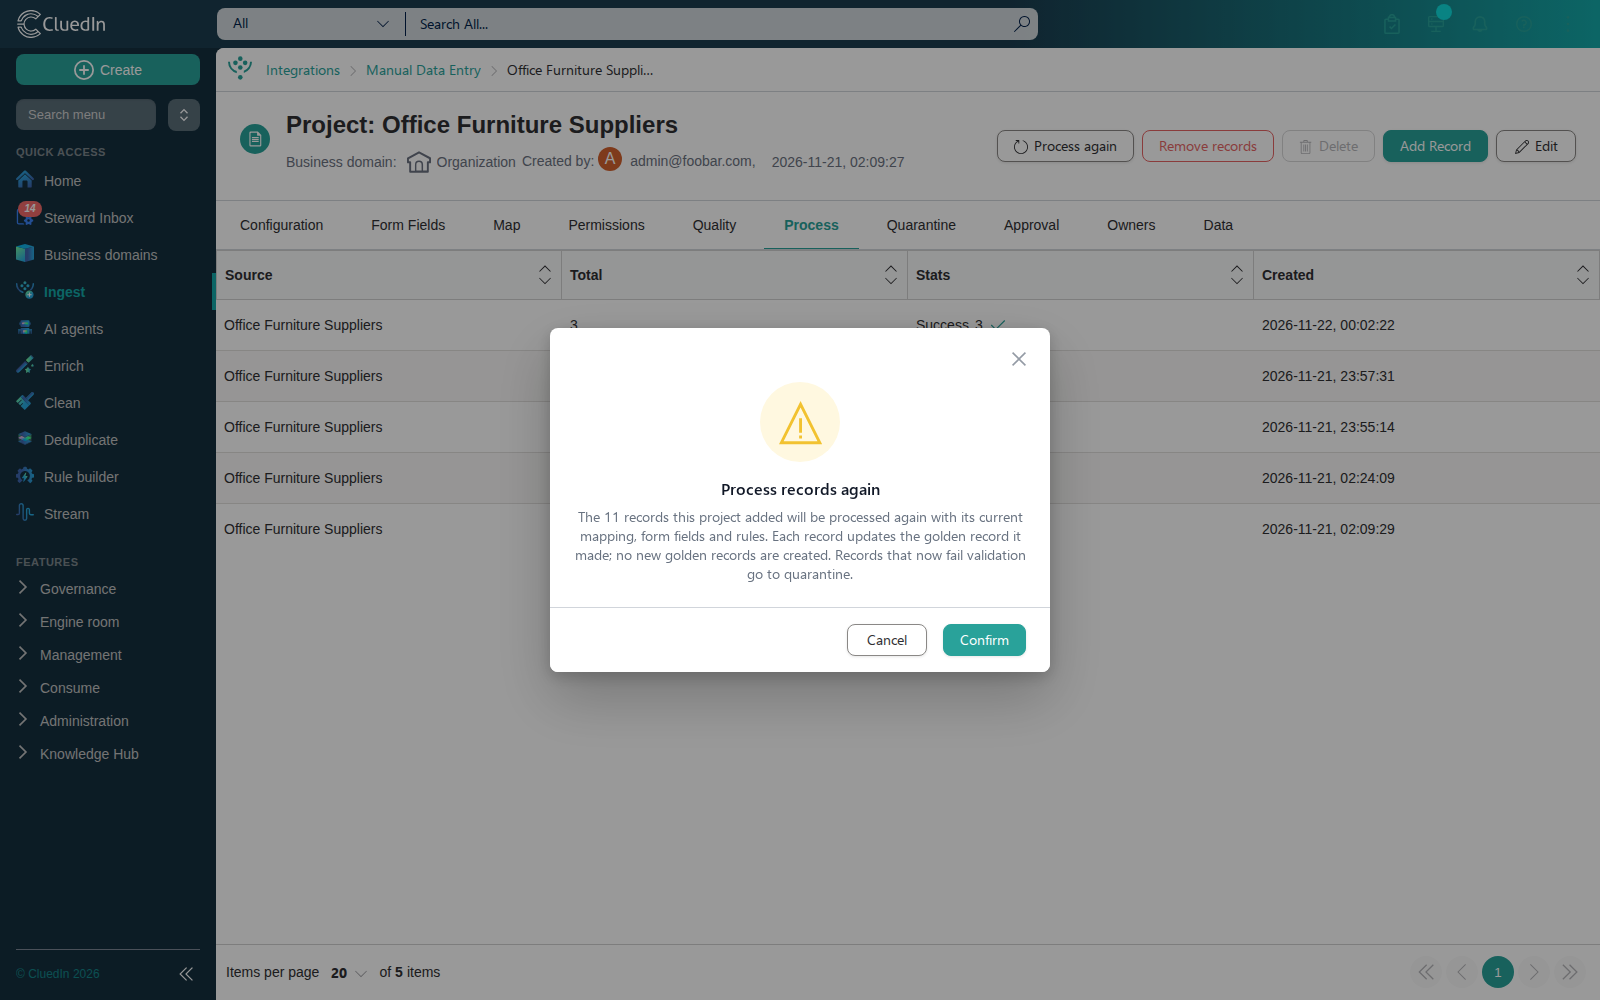 CluedIn
All
Search All...
Create
Search menu
QUICK ACCESS
Home
14
Steward Inbox
Business domains
Ingest
AI agents
Enrich
Clean
Deduplicate
Rule builder
Stream
FEATURES
Governance
Engine room
Management
Consume
Administration
Knowledge Hub
© CluedIn 2026
Integrations
Manual Data Entry
Office Furniture Suppli...
Project: Office Furniture Suppliers
Business domain: Organization Created by: A admin@foobar.com, 2026-11-21, 02:09:27
Process again
Remove records
Delete
Add Record
Edit
Configuration
Form Fields
Map
Permissions
Quality
Process
Quarantine
Approval
Owners
Data
Source Total Stats Created
Office Furniture Suppliers 3 Success 3 2026-11-22, 00:02:22
Office Furniture Suppliers 2026-11-21, 23:57:31
Office Furniture Suppliers 2026-11-21, 23:55:14
Office Furniture Suppliers 2026-11-21, 02:24:09
Office Furniture Suppliers 2026-11-21, 02:09:29
Process records again
The 11 records this project added will be processed again with its current
mapping, form fields and rules. Each record updates the golden record it
made; no new golden records are created. Records that now fail validation
go to quarantine.
Cancel
Confirm
Items per page 20 of 5 items
1